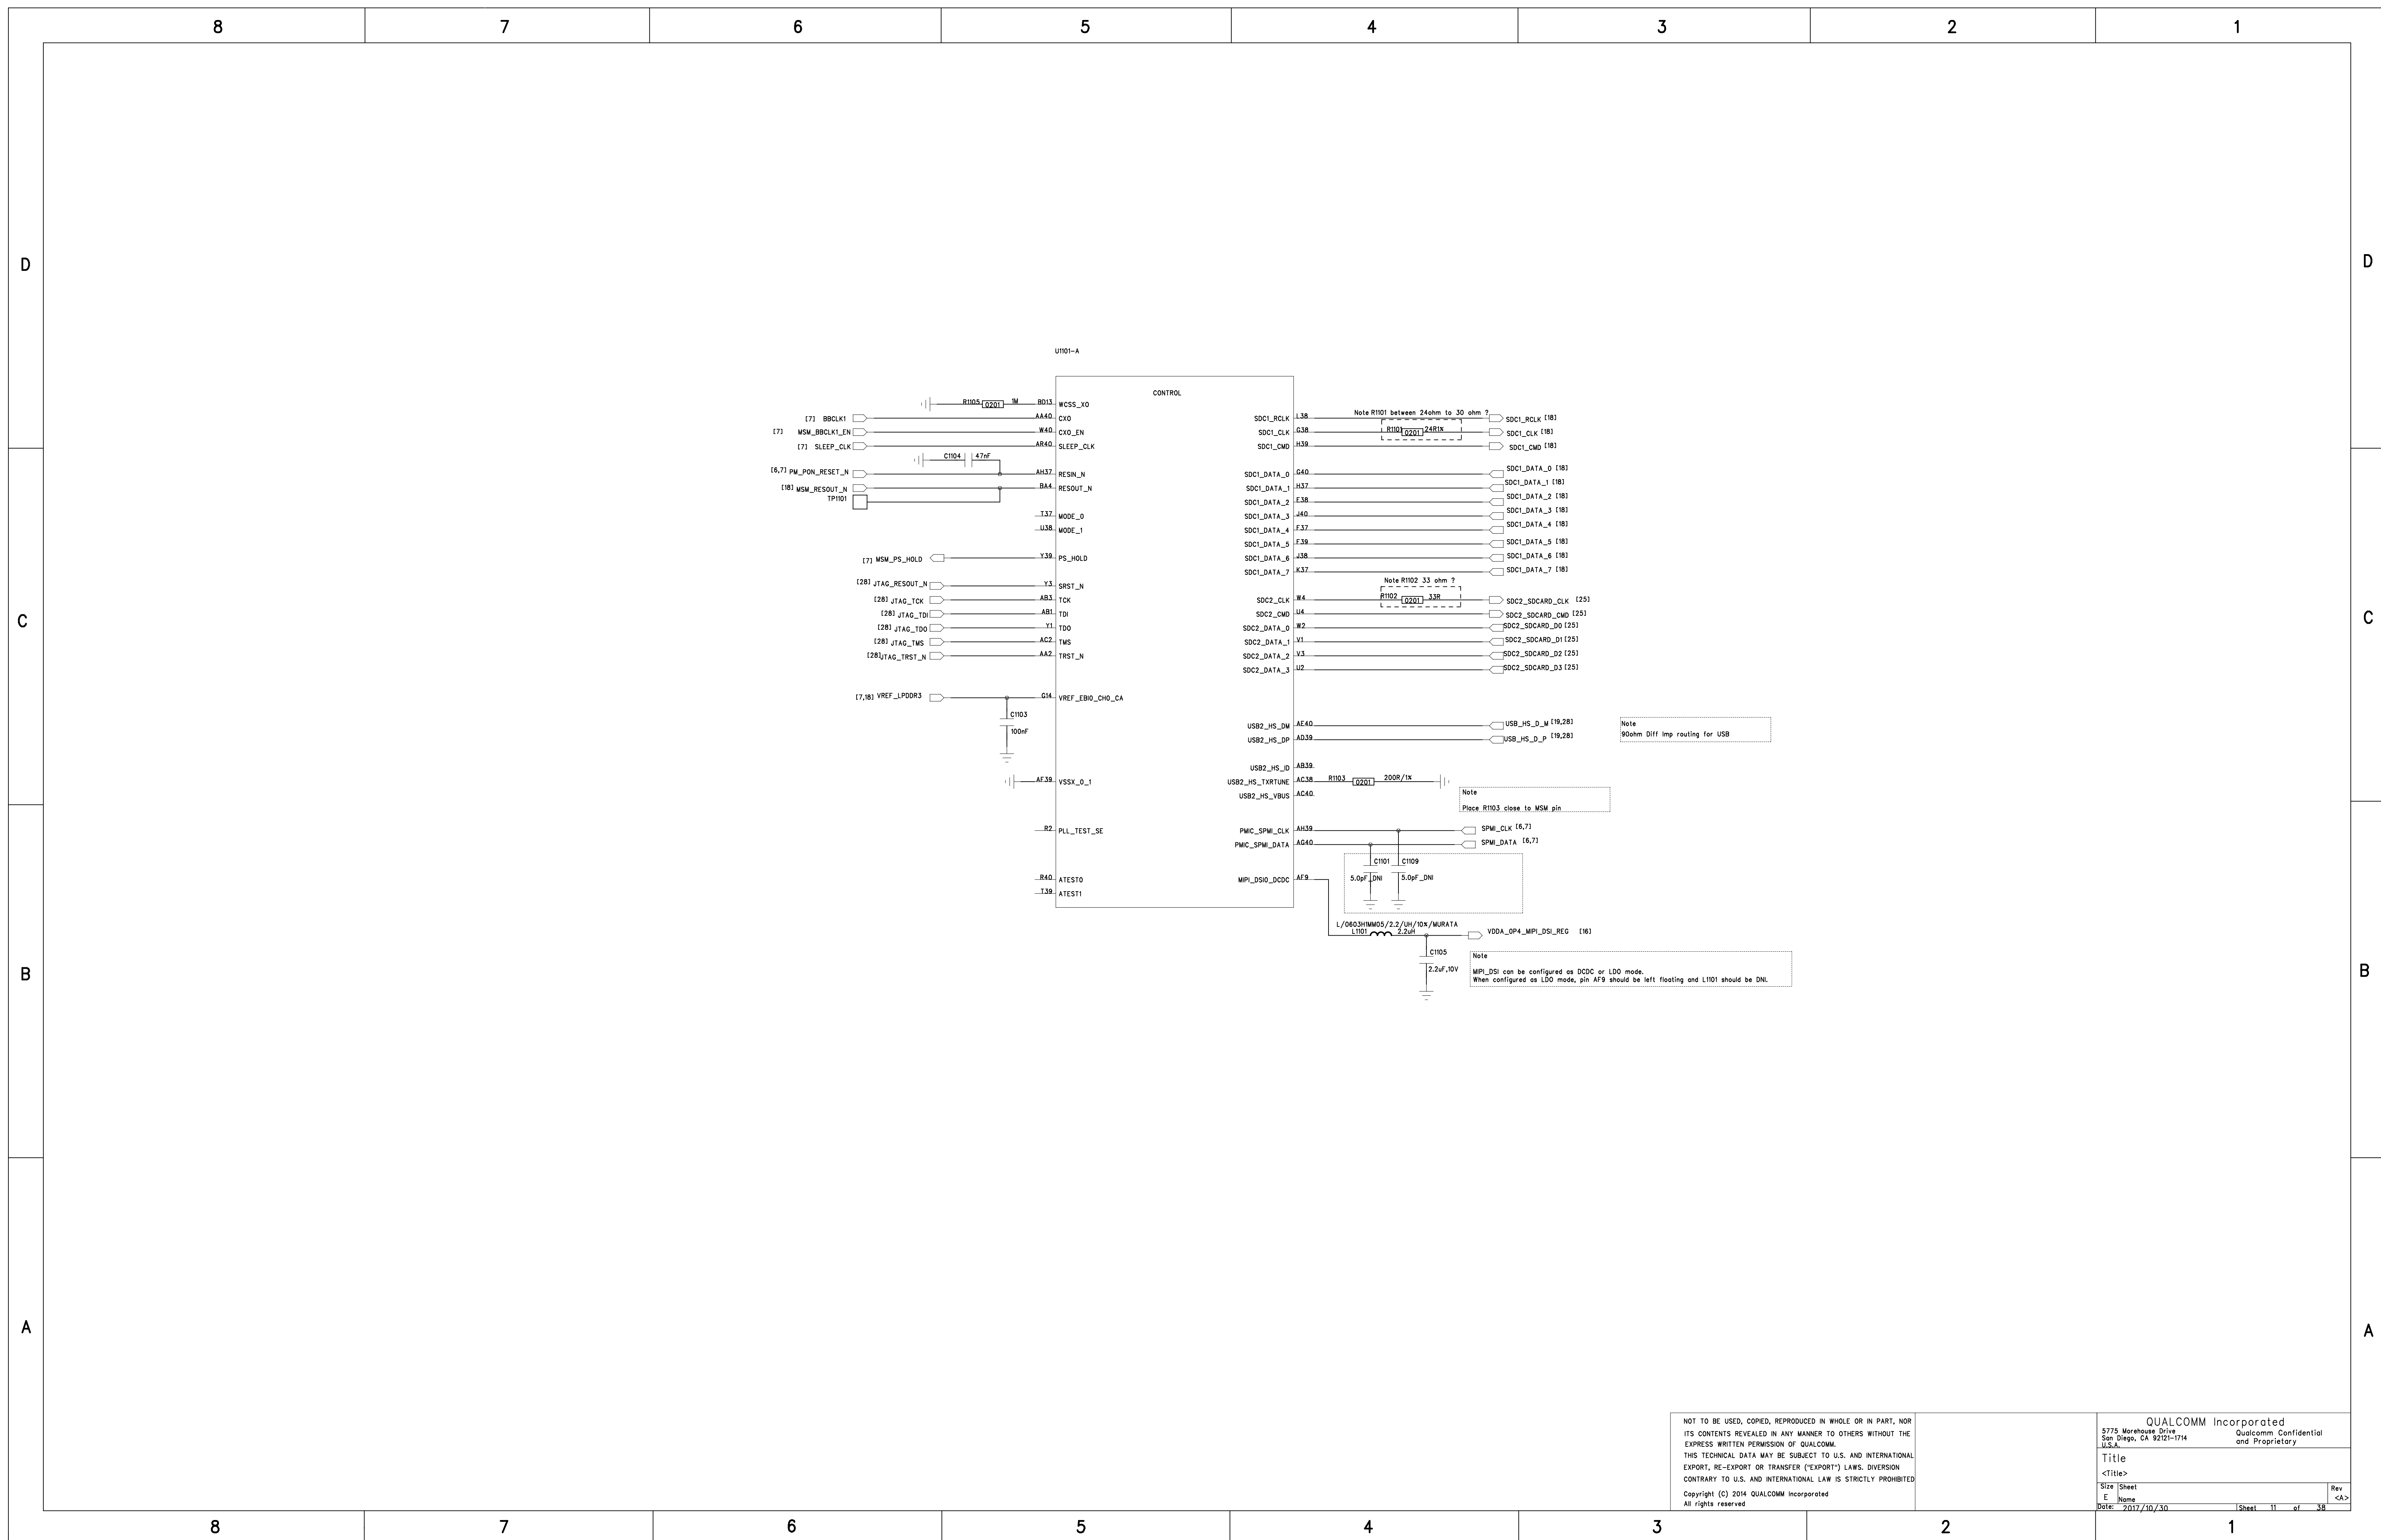 8 7 6 5 4 3 2 1
D D
U1101-A
CONTROL
R1105 0201 1M BD13 WCSS_XO
[7] BBCLK1 AA40 CXO
[7] MSM_BBCLK1_EN W40 CXO_EN
[7] SLEEP_CLK AR40 SLEEP_CLK
C1104 47nF
[6,7] PM_PON_RESET_N AH37 RESIN_N
[18] MSM_RESOUT_N BA4 RESOUT_N
TP1101
T37 MODE_0
U38 MODE_1
[7] MSM_PS_HOLD Y39 PS_HOLD
[28] JTAG_RESOUT_N Y3 SRST_N
[28] JTAG_TCK AB3 TCK
[28] JTAG_TDI AB1 TDI
[28] JTAG_TDO Y1 TDO
[28] JTAG_TMS AC2 TMS
[28]JTAG_TRST_N AA2 TRST_N
[7,18] VREF_LPDDR3 G14 VREF_EBI0_CH0_CA
C1103
100nF
AF39 VSSX_0_1
R2 PLL_TEST_SE
R40 ATEST0
T39 ATEST1
Note R1101 between 24ohm to 30 ohm ?
SDC1_RCLK L38 SDC1_RCLK [18]
SDC1_CLK G38 R1101 0201 24R1% SDC1_CLK [18]
SDC1_CMD H39 SDC1_CMD [18]
SDC1_DATA_0 G40 SDC1_DATA_0 [18]
SDC1_DATA_1 H37 SDC1_DATA_1 [18]
SDC1_DATA_2 E38 SDC1_DATA_2 [18]
SDC1_DATA_3 J40 SDC1_DATA_3 [18]
SDC1_DATA_4 F37 SDC1_DATA_4 [18]
SDC1_DATA_5 F39 SDC1_DATA_5 [18]
SDC1_DATA_6 J38 SDC1_DATA_6 [18]
SDC1_DATA_7 K37 SDC1_DATA_7 [18]
Note R1102 33 ohm ?
SDC2_CLK W4 R1102 0201 33R SDC2_SDCARD_CLK [25]
SDC2_CMD U4 SDC2_SDCARD_CMD [25]
SDC2_DATA_0 W2 SDC2_SDCARD_D0 [25]
SDC2_DATA_1 V1 SDC2_SDCARD_D1 [25]
SDC2_DATA_2 V3 SDC2_SDCARD_D2 [25]
SDC2_DATA_3 U2 SDC2_SDCARD_D3 [25]
USB2_HS_DM AE40 USB_HS_D_M [19,28]
USB2_HS_DP AD39 USB_HS_D_P [19,28]
Note
90ohm Diff Imp routing for USB
USB2_HS_ID AB39
USB2_HS_TXRTUNE AC38 R1103 0201 200R/1%
USB2_HS_VBUS AC40
Note
Place R1103 close to MSM pin
PMIC_SPMI_CLK AH39 SPMI_CLK [6,7]
PMIC_SPMI_DATA AG40 SPMI_DATA [6,7]
C1101 C1109
5.0pF_DNI 5.0pF_DNI
MIPI_DSI0_DCDC AF9
L/0603H1MM05/2.2/UH/10%/MURATA
L1101 2.2uH VDDA_0P4_MIPI_DSI_REG [16]
C1105
2.2uF,10V
Note
MIPI_DSI can be configured as DCDC or LDO mode.
When configured as LDO mode, pin AF9 should be left floating and L1101 should be DNI.
C C
B B
A A
NOT TO BE USED, COPIED, REPRODUCED IN WHOLE OR IN PART, NOR
ITS CONTENTS REVEALED IN ANY MANNER TO OTHERS WITHOUT THE
EXPRESS WRITTEN PERMISSION OF QUALCOMM.
THIS TECHNICAL DATA MAY BE SUBJECT TO U.S. AND INTERNATIONAL
EXPORT, RE-EXPORT OR TRANSFER ("EXPORT") LAWS. DIVERSION
CONTRARY TO U.S. AND INTERNATIONAL LAW IS STRICTLY PROHIBITED
Copyright (C) 2014 QUALCOMM Incorporated
All rights reserved
QUALCOMM Incorporated
5775 Morehouse Drive
San Diego, CA 92121-1714
U.S.A.
Qualcomm Confidential
and Proprietary
Title
<Title>
Size Sheet Rev
E Name <A>
Date: 2017/10/30 Sheet 11 of 38
8 7 6 5 4 3 2 1